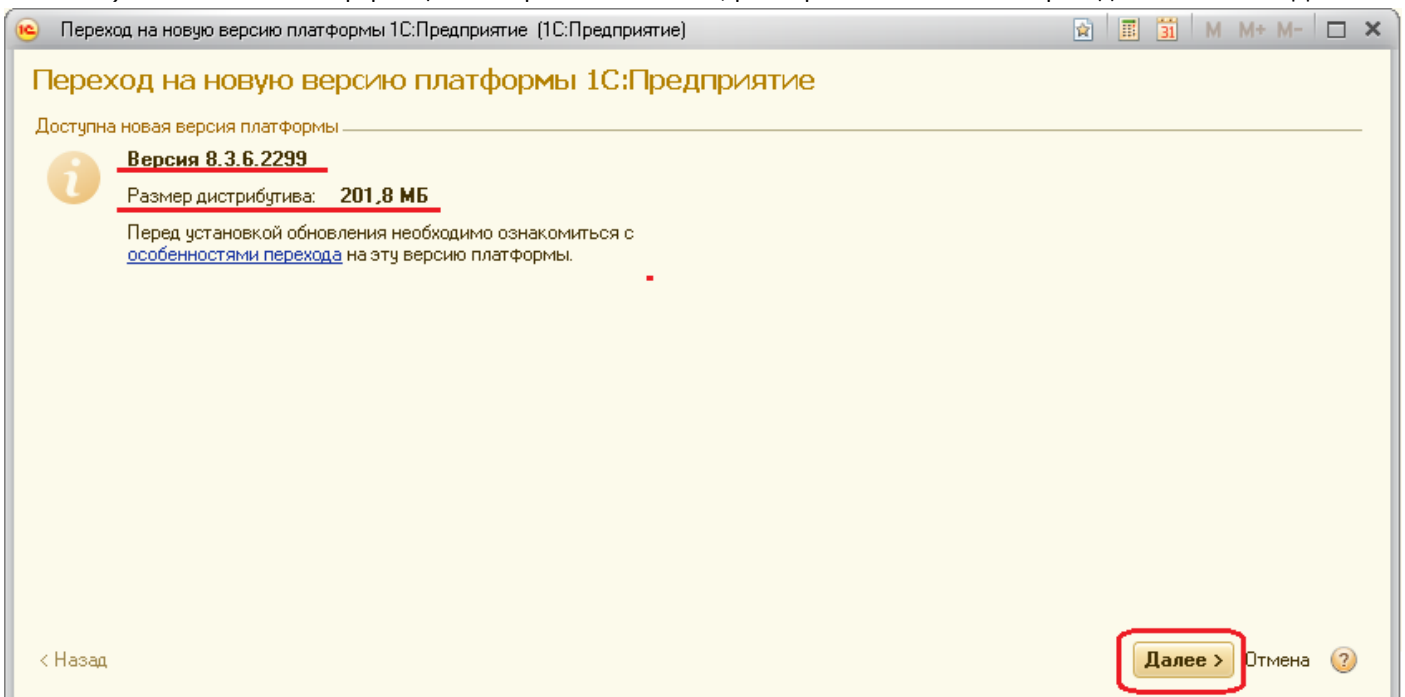 Переход на новую версию платформы 1С:Предприятие (1С:Предприятие)
31 M M+ M-
Переход на новую версию платформы 1С:Предприятие
Доступна новая версия платформы
Версия 8.3.6.2299
Размер дистрибутива: 201,8 МБ
Перед установкой обновления необходимо ознакомиться с
особенностями перехода на эту версию платформы.
< Назад
Далее > Отмена ?